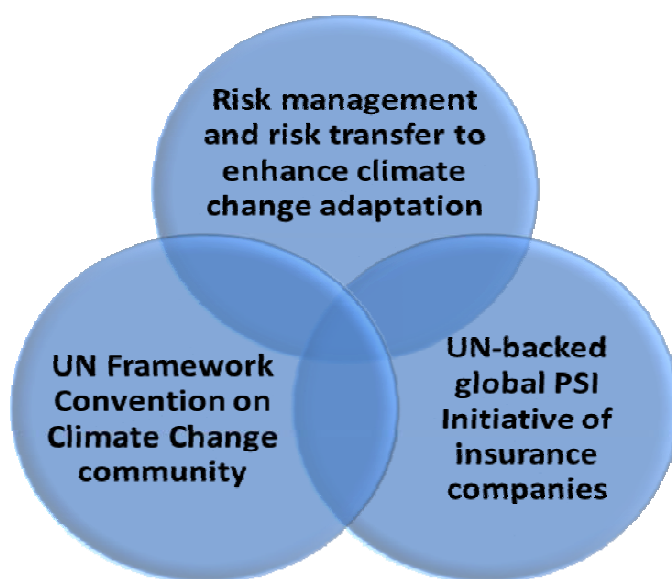 Risk management
and risk transfer to
enhance climate
change adaptation
UN Framework
Convention on
Climate Change
community
UN-backed
global PSI
Initiative of
insurance
companies